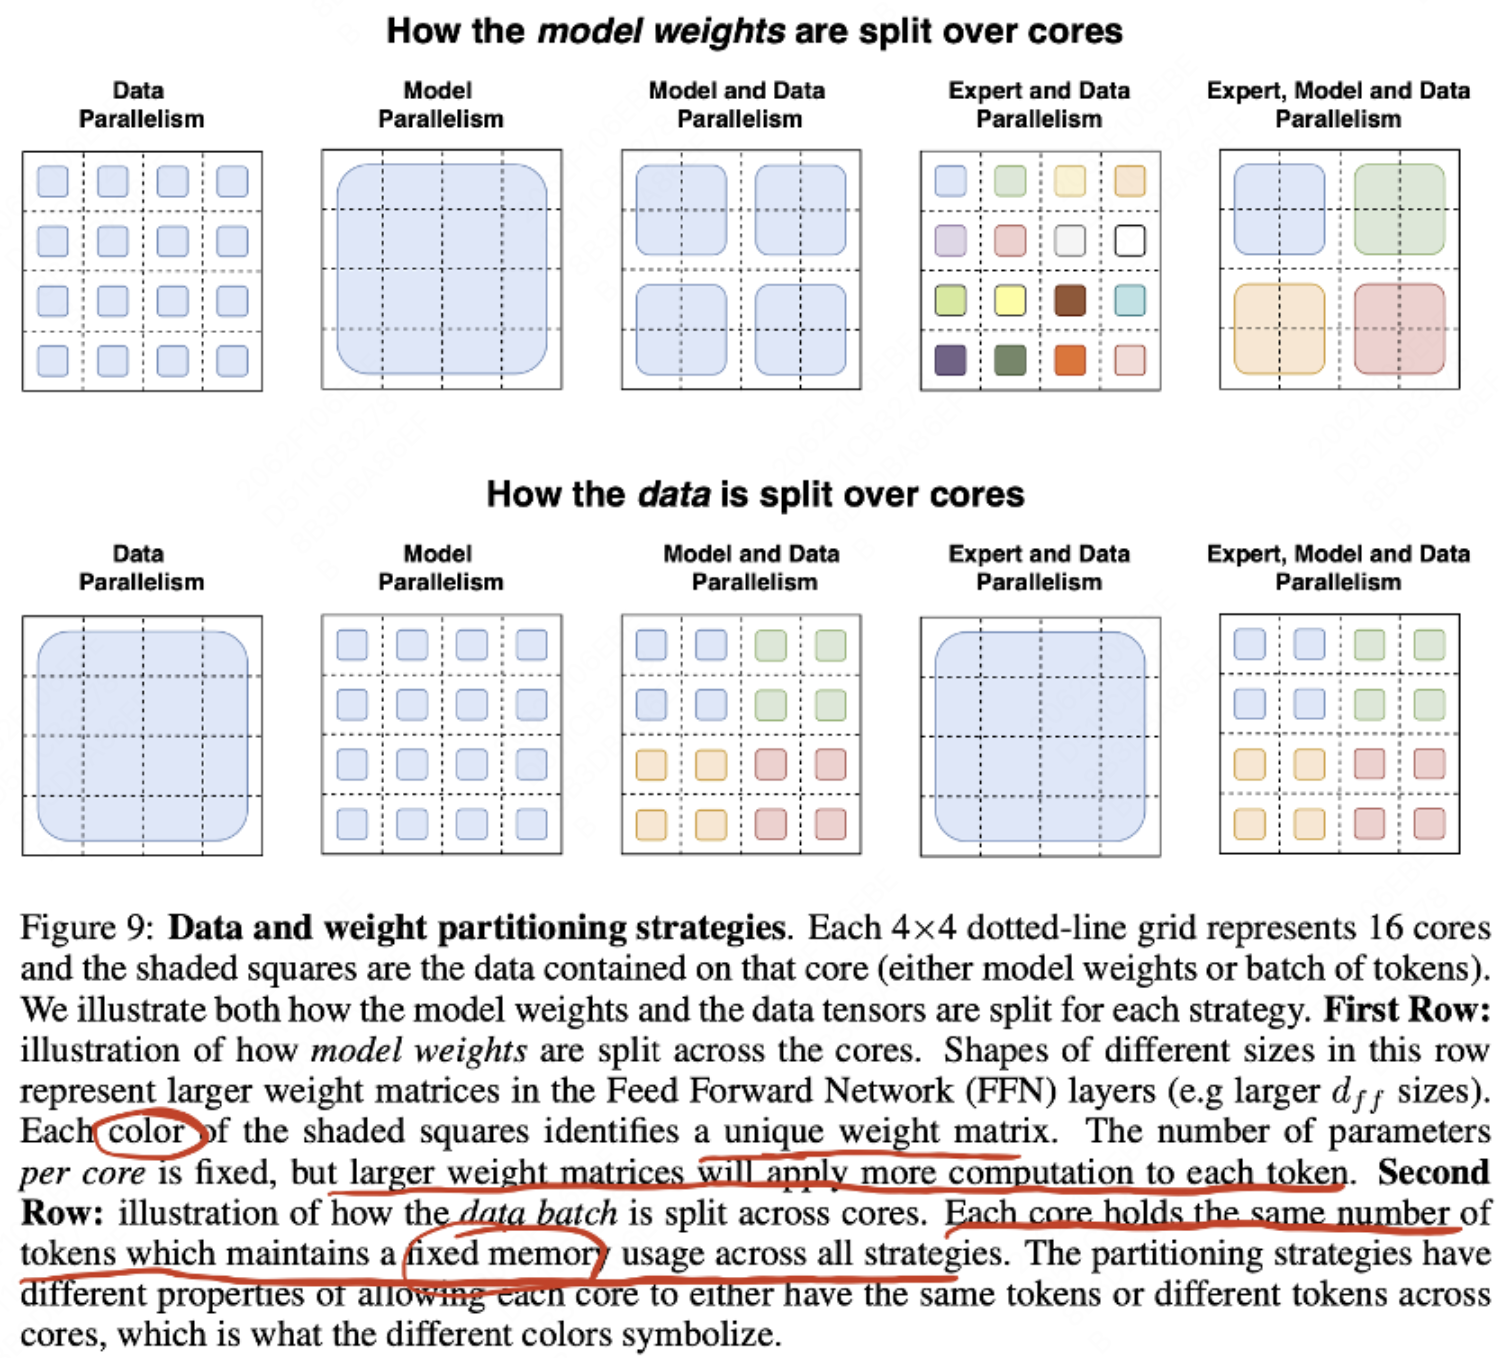 How the model weights are split over cores
Data Parallelism
Model Parallelism
Model and Data Parallelism
Expert and Data Parallelism
Expert, Model and Data Parallelism
How the data is split over cores
Data Parallelism
Model Parallelism
Model and Data Parallelism
Expert and Data Parallelism
Expert, Model and Data Parallelism
Figure 9: Data and weight partitioning strategies. Each 4×4 dotted-line grid represents 16 cores
and the shaded squares are the data contained on that core (either model weights or batch of tokens).
We illustrate both how the model weights and the data tensors are split for each strategy. First Row:
illustration of how model weights are split across the cores. Shapes of different sizes in this row
represent larger weight matrices in the Feed Forward Network (FFN) layers (e.g larger d_ff sizes).
Each color of the shaded squares identifies a unique weight matrix. The number of parameters
per core is fixed, but larger weight matrices will apply more computation to each token. Second
Row: illustration of how the data batch is split across cores. Each core holds the same number of
tokens which maintains a fixed memory usage across all strategies. The partitioning strategies have
different properties of allowing each core to either have the same tokens or different tokens across
cores, which is what the different colors symbolize.